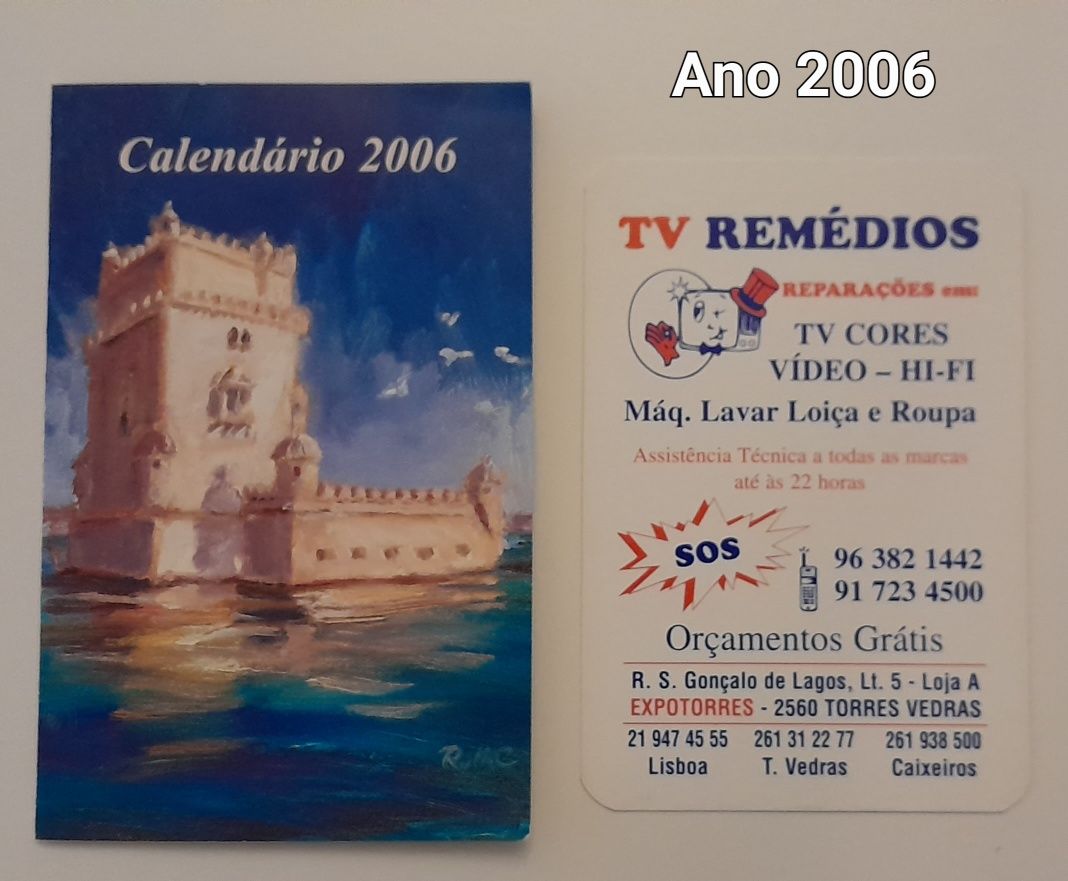 Ano 2006
Calendário 2006
TV REMÉDIOS
REPARAÇÕES em:
TV CORES
VÍDEO – HI-FI
Máq. Lavar Loiça e Roupa
Assistência Técnica a todas as marcas
até às 22 horas
SOS
96 382 1442
91 723 4500
Orçamentos Grátis
R. S. Gonçalo de Lagos, Lt. 5 - Loja A
EXPOTORRES - 2560 TORRES VEDRAS
21 947 45 55 261 31 22 77 261 938 500
Lisboa T. Vedras Caixeiros